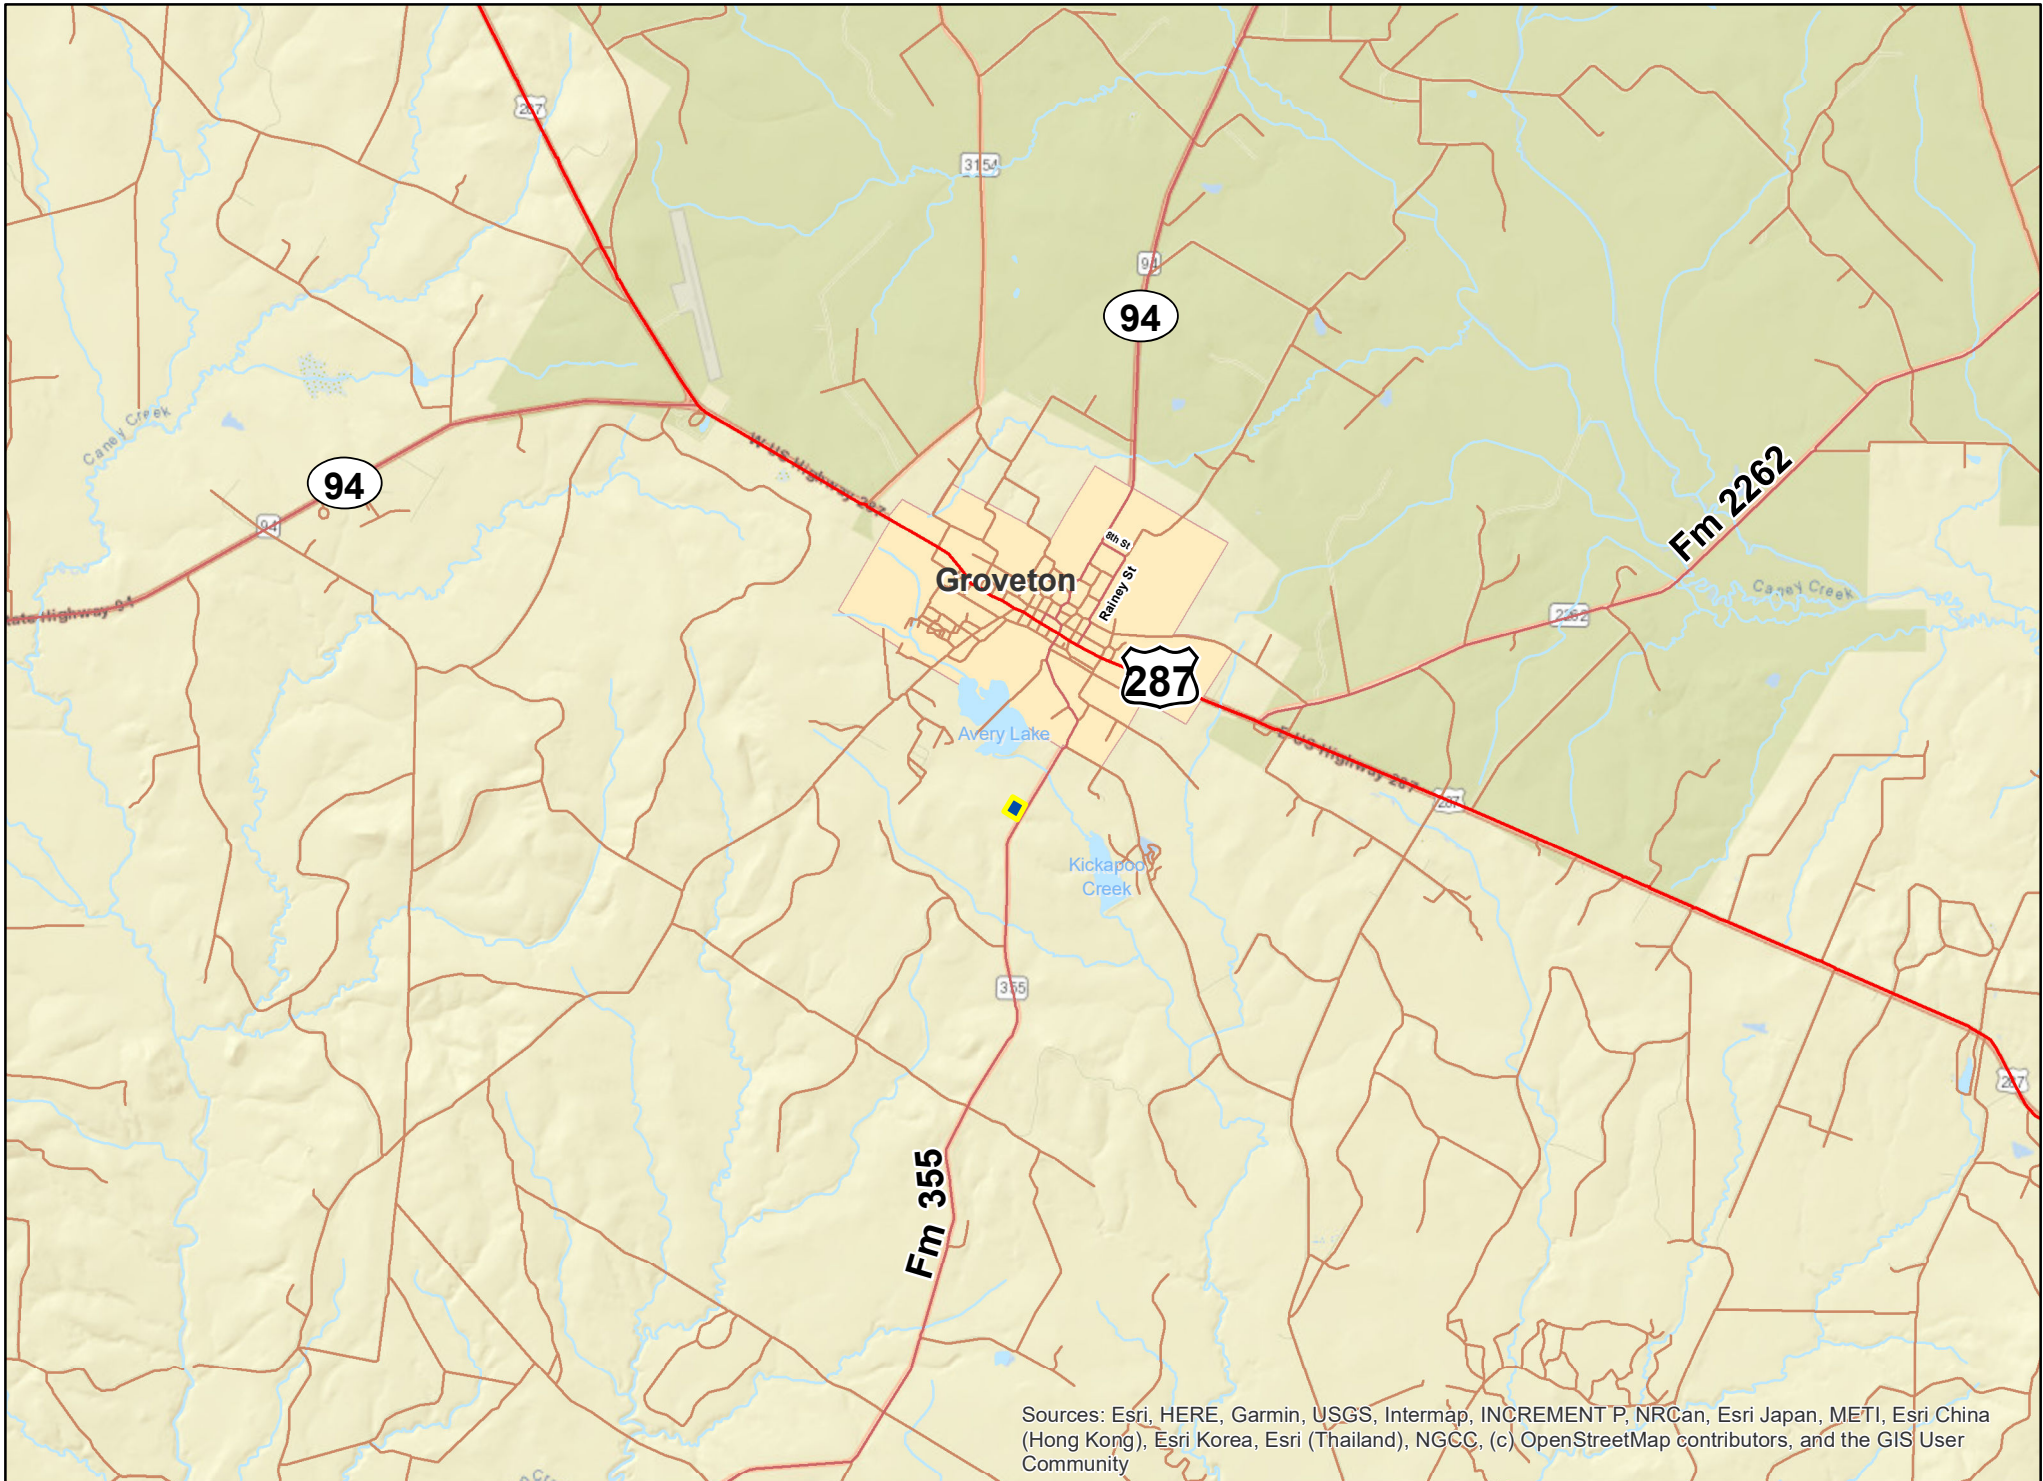 287
3154
94
94
Caney Creek
W US Highway 287
94
94
Fm 2262
8th St
Groveton
Rainey St
Caney Creek
2262
tate Highway 94
287
Avery Lake
E US Highway 287
287
Kickapoo
Creek
355
287
Fm 355
Sources: Esri, HERE, Garmin, USGS, Intermap, INCREMENT P, NRCan, Esri Japan, METI, Esri China
(Hong Kong), Esri Korea, Esri (Thailand), NGCC, (c) OpenStreetMap contributors, and the GIS User
Community